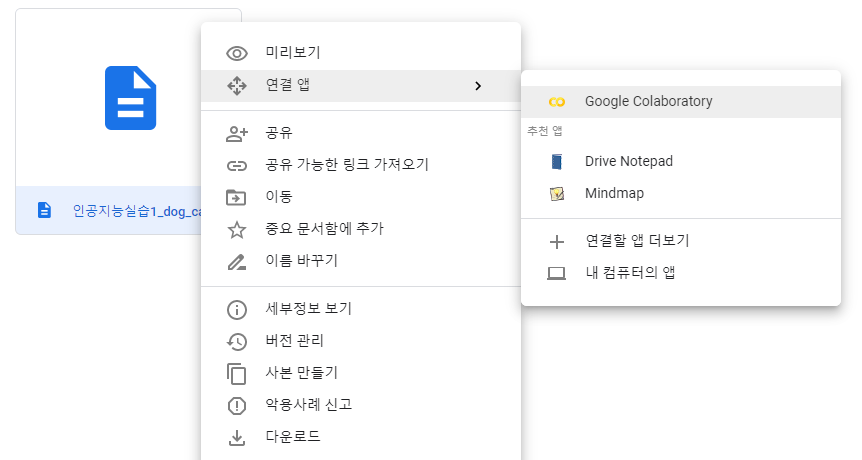 미리보기
연결 앱
공유
공유 가능한 링크 가져오기
이동
중요 문서함에 추가
이름 바꾸기
세부정보 보기
버전 관리
사본 만들기
악용사례 신고
다운로드
Google Colaboratory
추천 앱
Drive Notepad
Mindmap
연결할 앱 더보기
내 컴퓨터의 앱
인공지능실습1_dog_ca